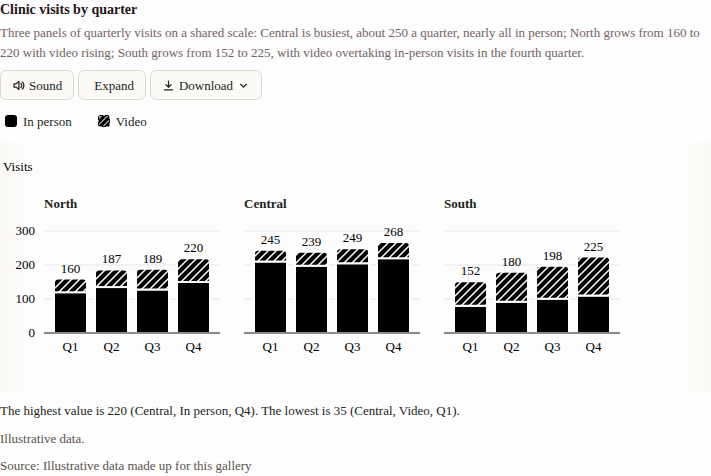 Clinic visits by quarter
Three panels of quarterly visits on a shared scale: Central is busiest, about 250 a quarter, nearly all in person; North grows from 160 to
220 with video rising; South grows from 152 to 225, with video overtaking in-person visits in the fourth quarter.
Sound Expand Download
In person Video
Visits
North Central South
300
200
100
0
160 187 189 220
245 239 249 268
152 180 198 225
Q1 Q2 Q3 Q4 Q1 Q2 Q3 Q4 Q1 Q2 Q3 Q4
The highest value is 220 (Central, In person, Q4). The lowest is 35 (Central, Video, Q1).
Illustrative data.
Source: Illustrative data made up for this gallery